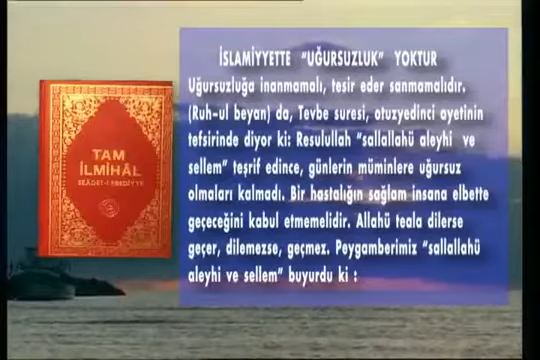 TAM
İLMİHÂL
SEÂDET-İ EBEDİYYE
İSLAMİYYETTE “UĞURSUZLUK” YOKTUR
Uğursuzluğa inanmamalı, tesir eder sanmamalıdır.
(Ruh-ul beyan) da, Tevbe suresi, otuzyedinci ayetinin
tefsirinde diyor ki: Resulullah “sallallahü aleyhi ve
sellem” teşrif edince, günlerin müminlere uğursuz
olmaları kalmadı. Bir hastalığın sağlam insana elbette
geçeceğini kabul etmemelidir. Allahü teala dilerse
geçer, dilemezse, geçmez. Peygamberimiz “sallallahü
aleyhi ve sellem” buyurdu ki :